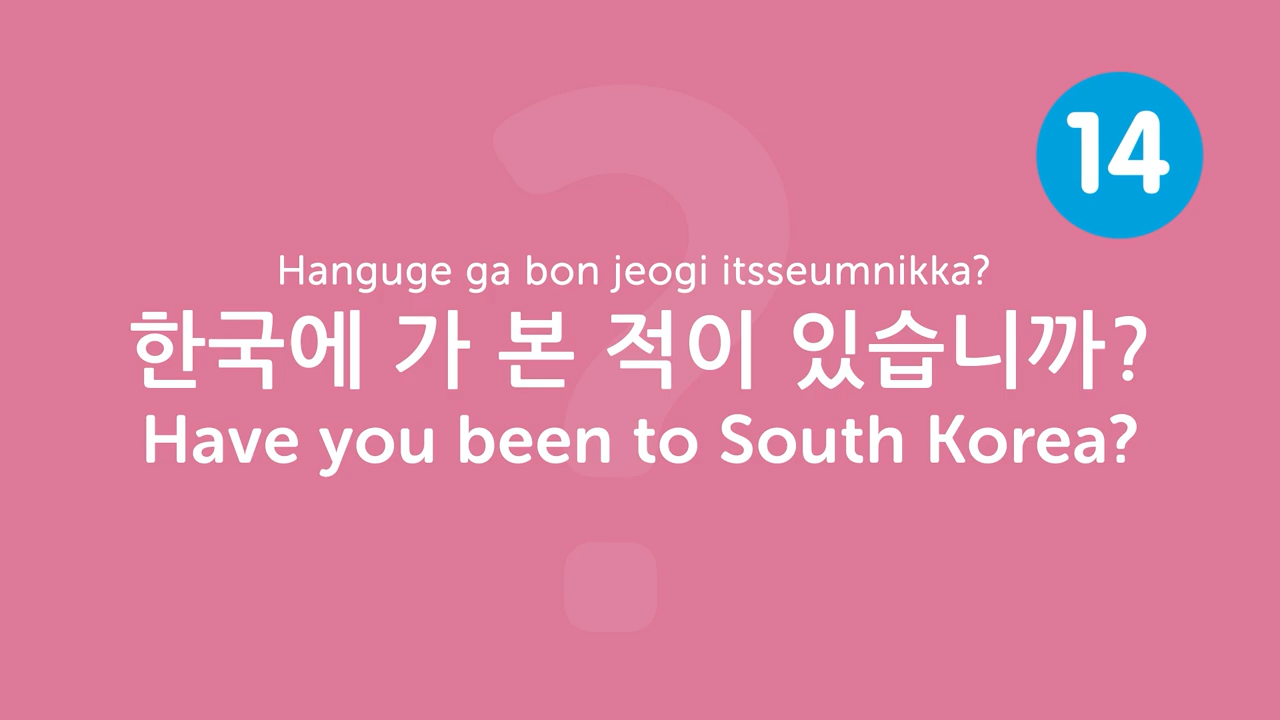 14
Hanguge ga bon jeogi itsseumnikka?
한국에 가 본 적이 있습니까?
Have you been to South Korea?